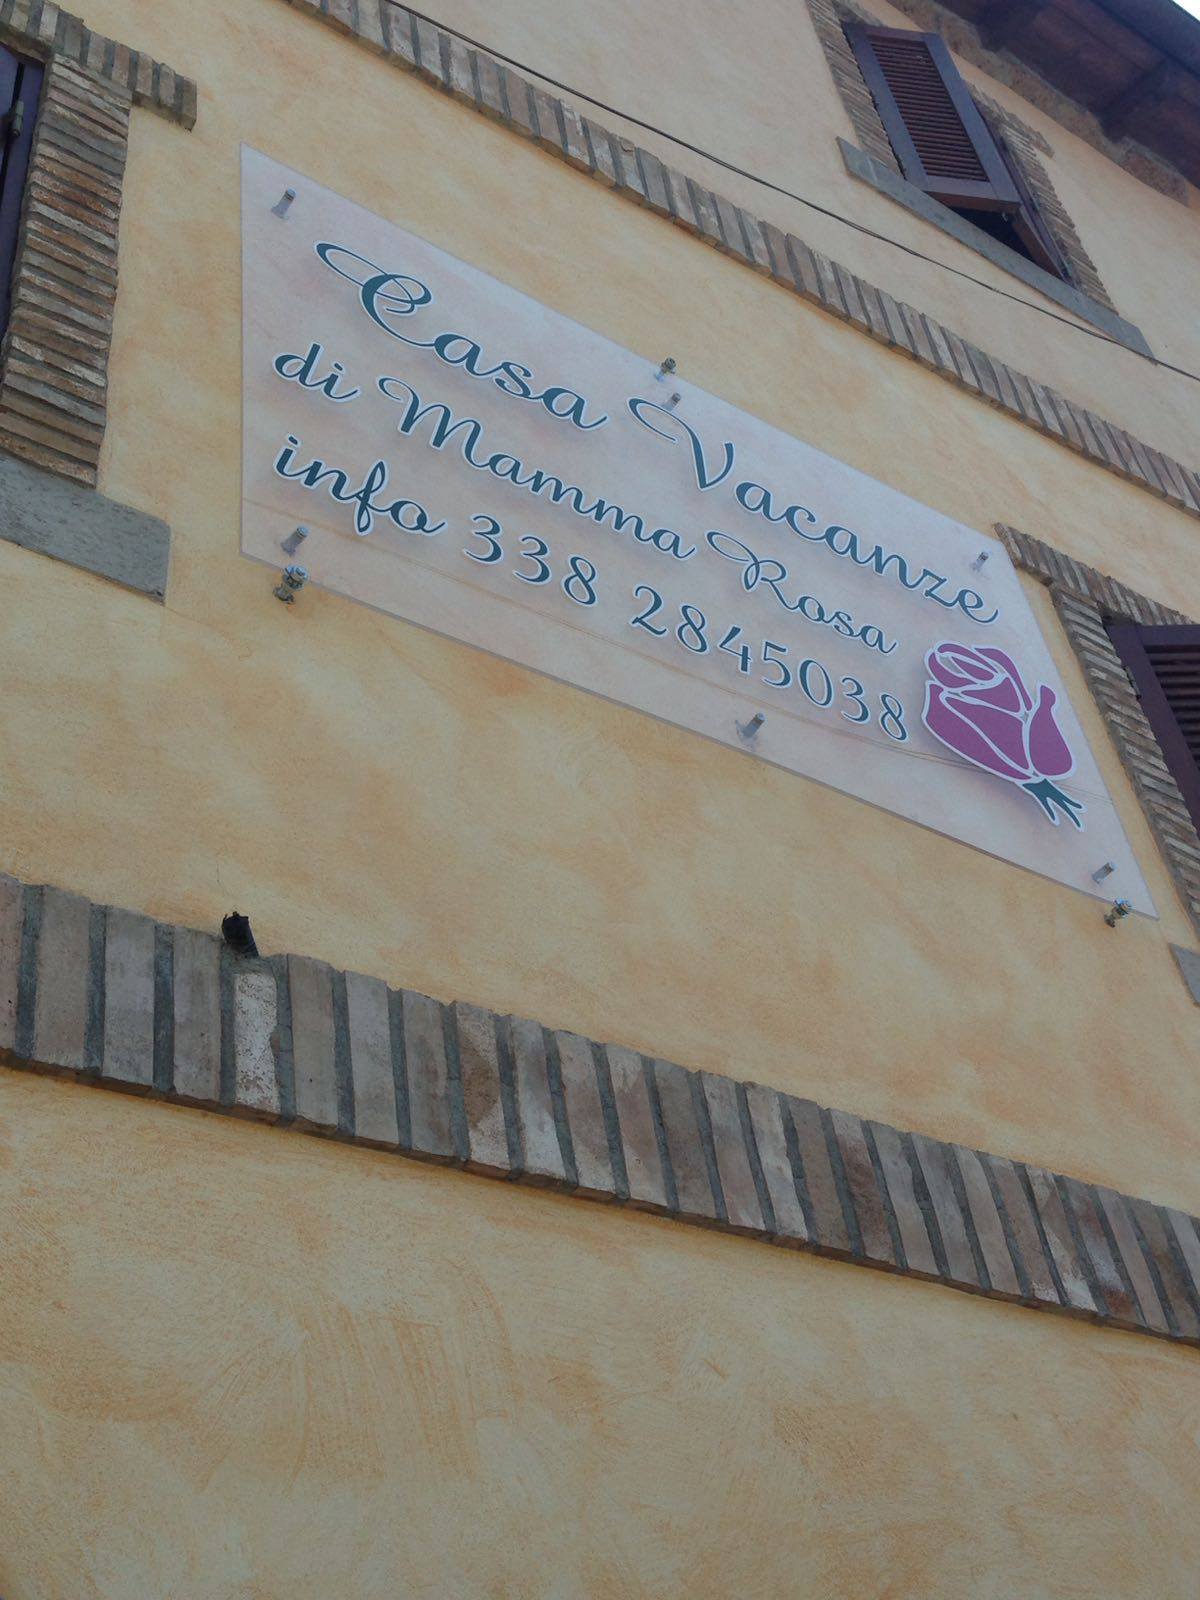 Casa Vacanze
di Mamma Rosa
info 338 2845038